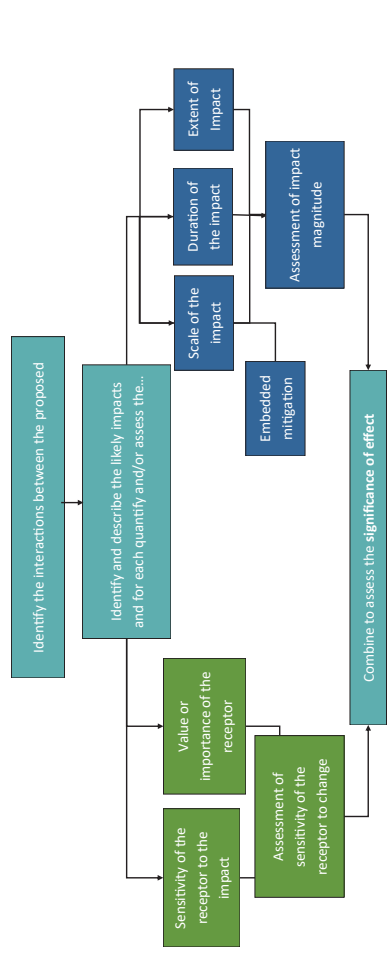 Identify the interactions between the proposed
Identify and describe the likely impacts
and for each quantify and/or assess the...
Sensitivity of the
receptor to the
impact
Value or
importance of the
receptor
Scale of the
impact
Duration of
the impact
Extent of
Impact
Embedded
mitigation
Assessment of
sensitivity of the
receptor to change
Assessment of impact
magnitude
Combine to assess the significance of effect